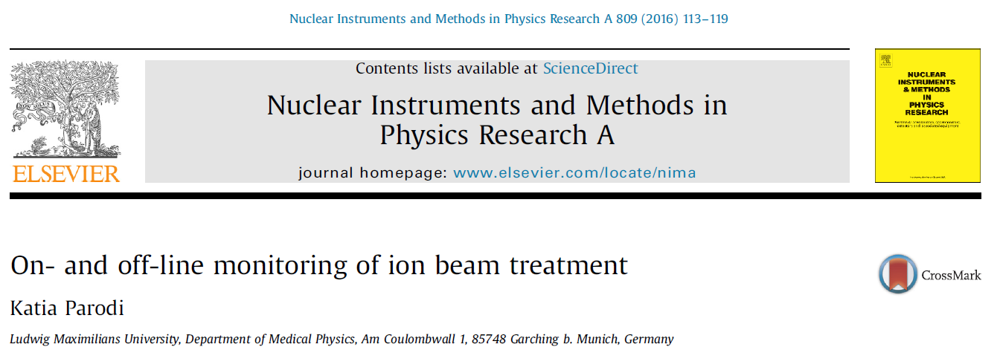 Nuclear Instruments and Methods in Physics Research A 809 (2016) 113–119
Contents lists available at ScienceDirect
Nuclear Instruments and Methods in
Physics Research A
journal homepage: www.elsevier.com/locate/nima
ELSEVIER
NUCLEAR
INSTRUMENTS
& METHODS
IN
PHYSICS
RESEARCH
On- and off-line monitoring of ion beam treatment
CrossMark
Katia Parodi
Ludwig Maximilians University, Department of Medical Physics, Am Coulombwall 1, 85748 Garching b. Munich, Germany